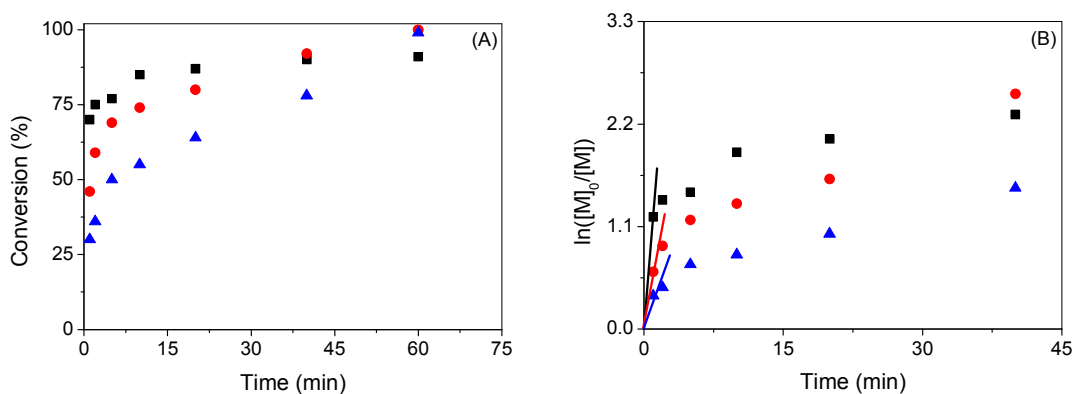 (A)
Conversion (%)
100
75
50
25
0
0 15 30 45 60 75
Time (min)
(B)
ln([M]₀/[M])
3.3
2.2
1.1
0.0
0 15 30 45
Time (min)